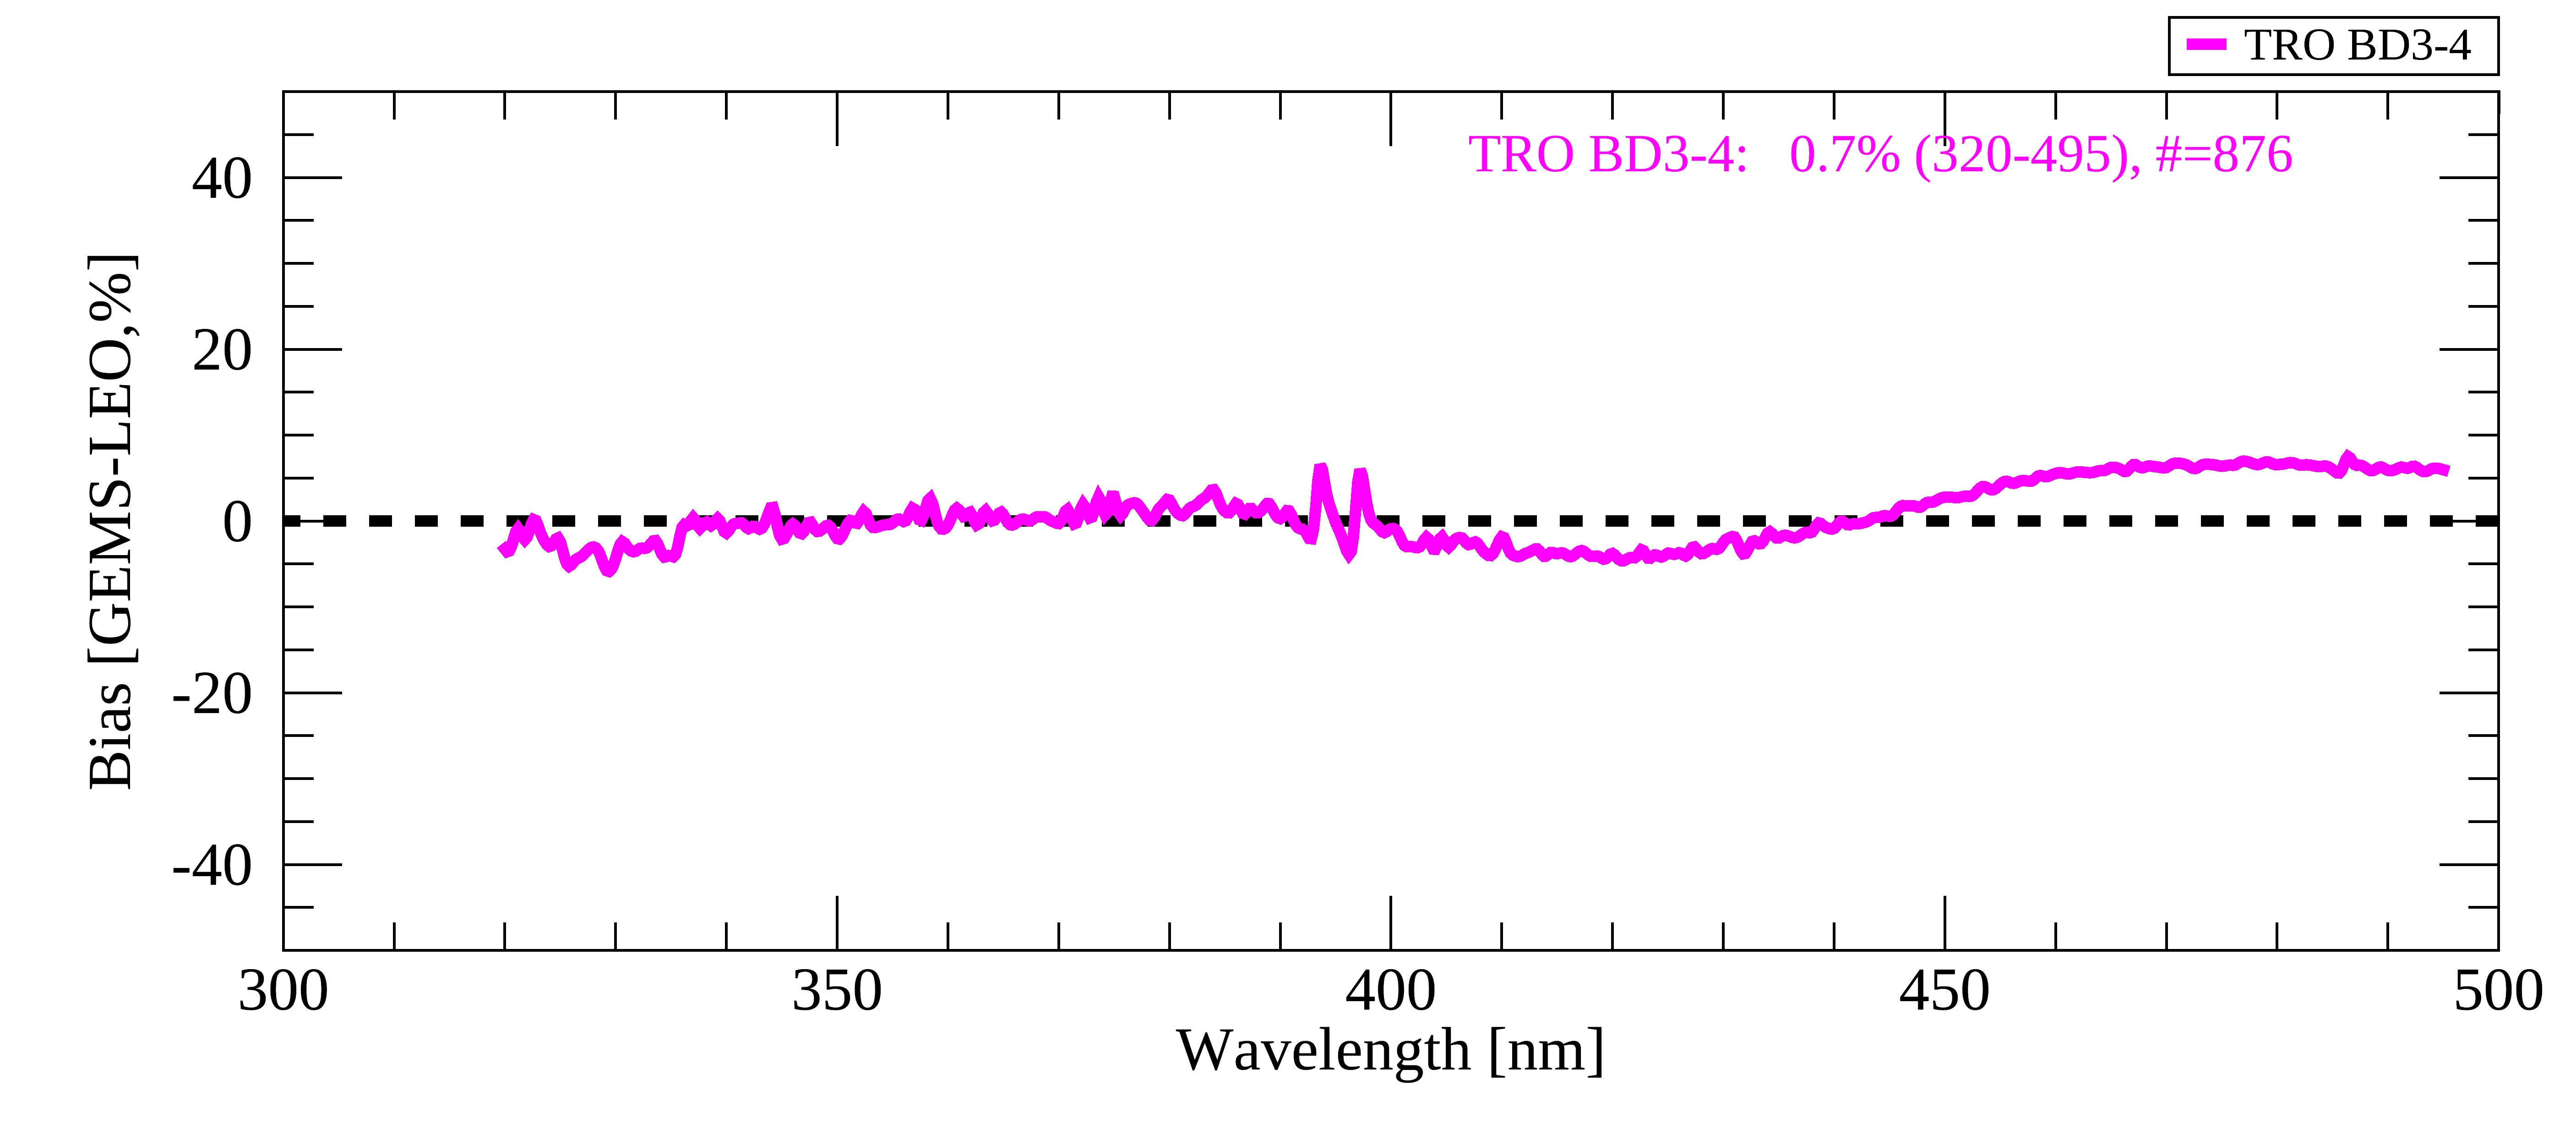 TRO BD3-4
TRO BD3-4: 0.7% (320-495), #=876
40
20
0
-20
-40
Bias [GEMS-LEO,%]
300 350 400 450 500
Wavelength [nm]